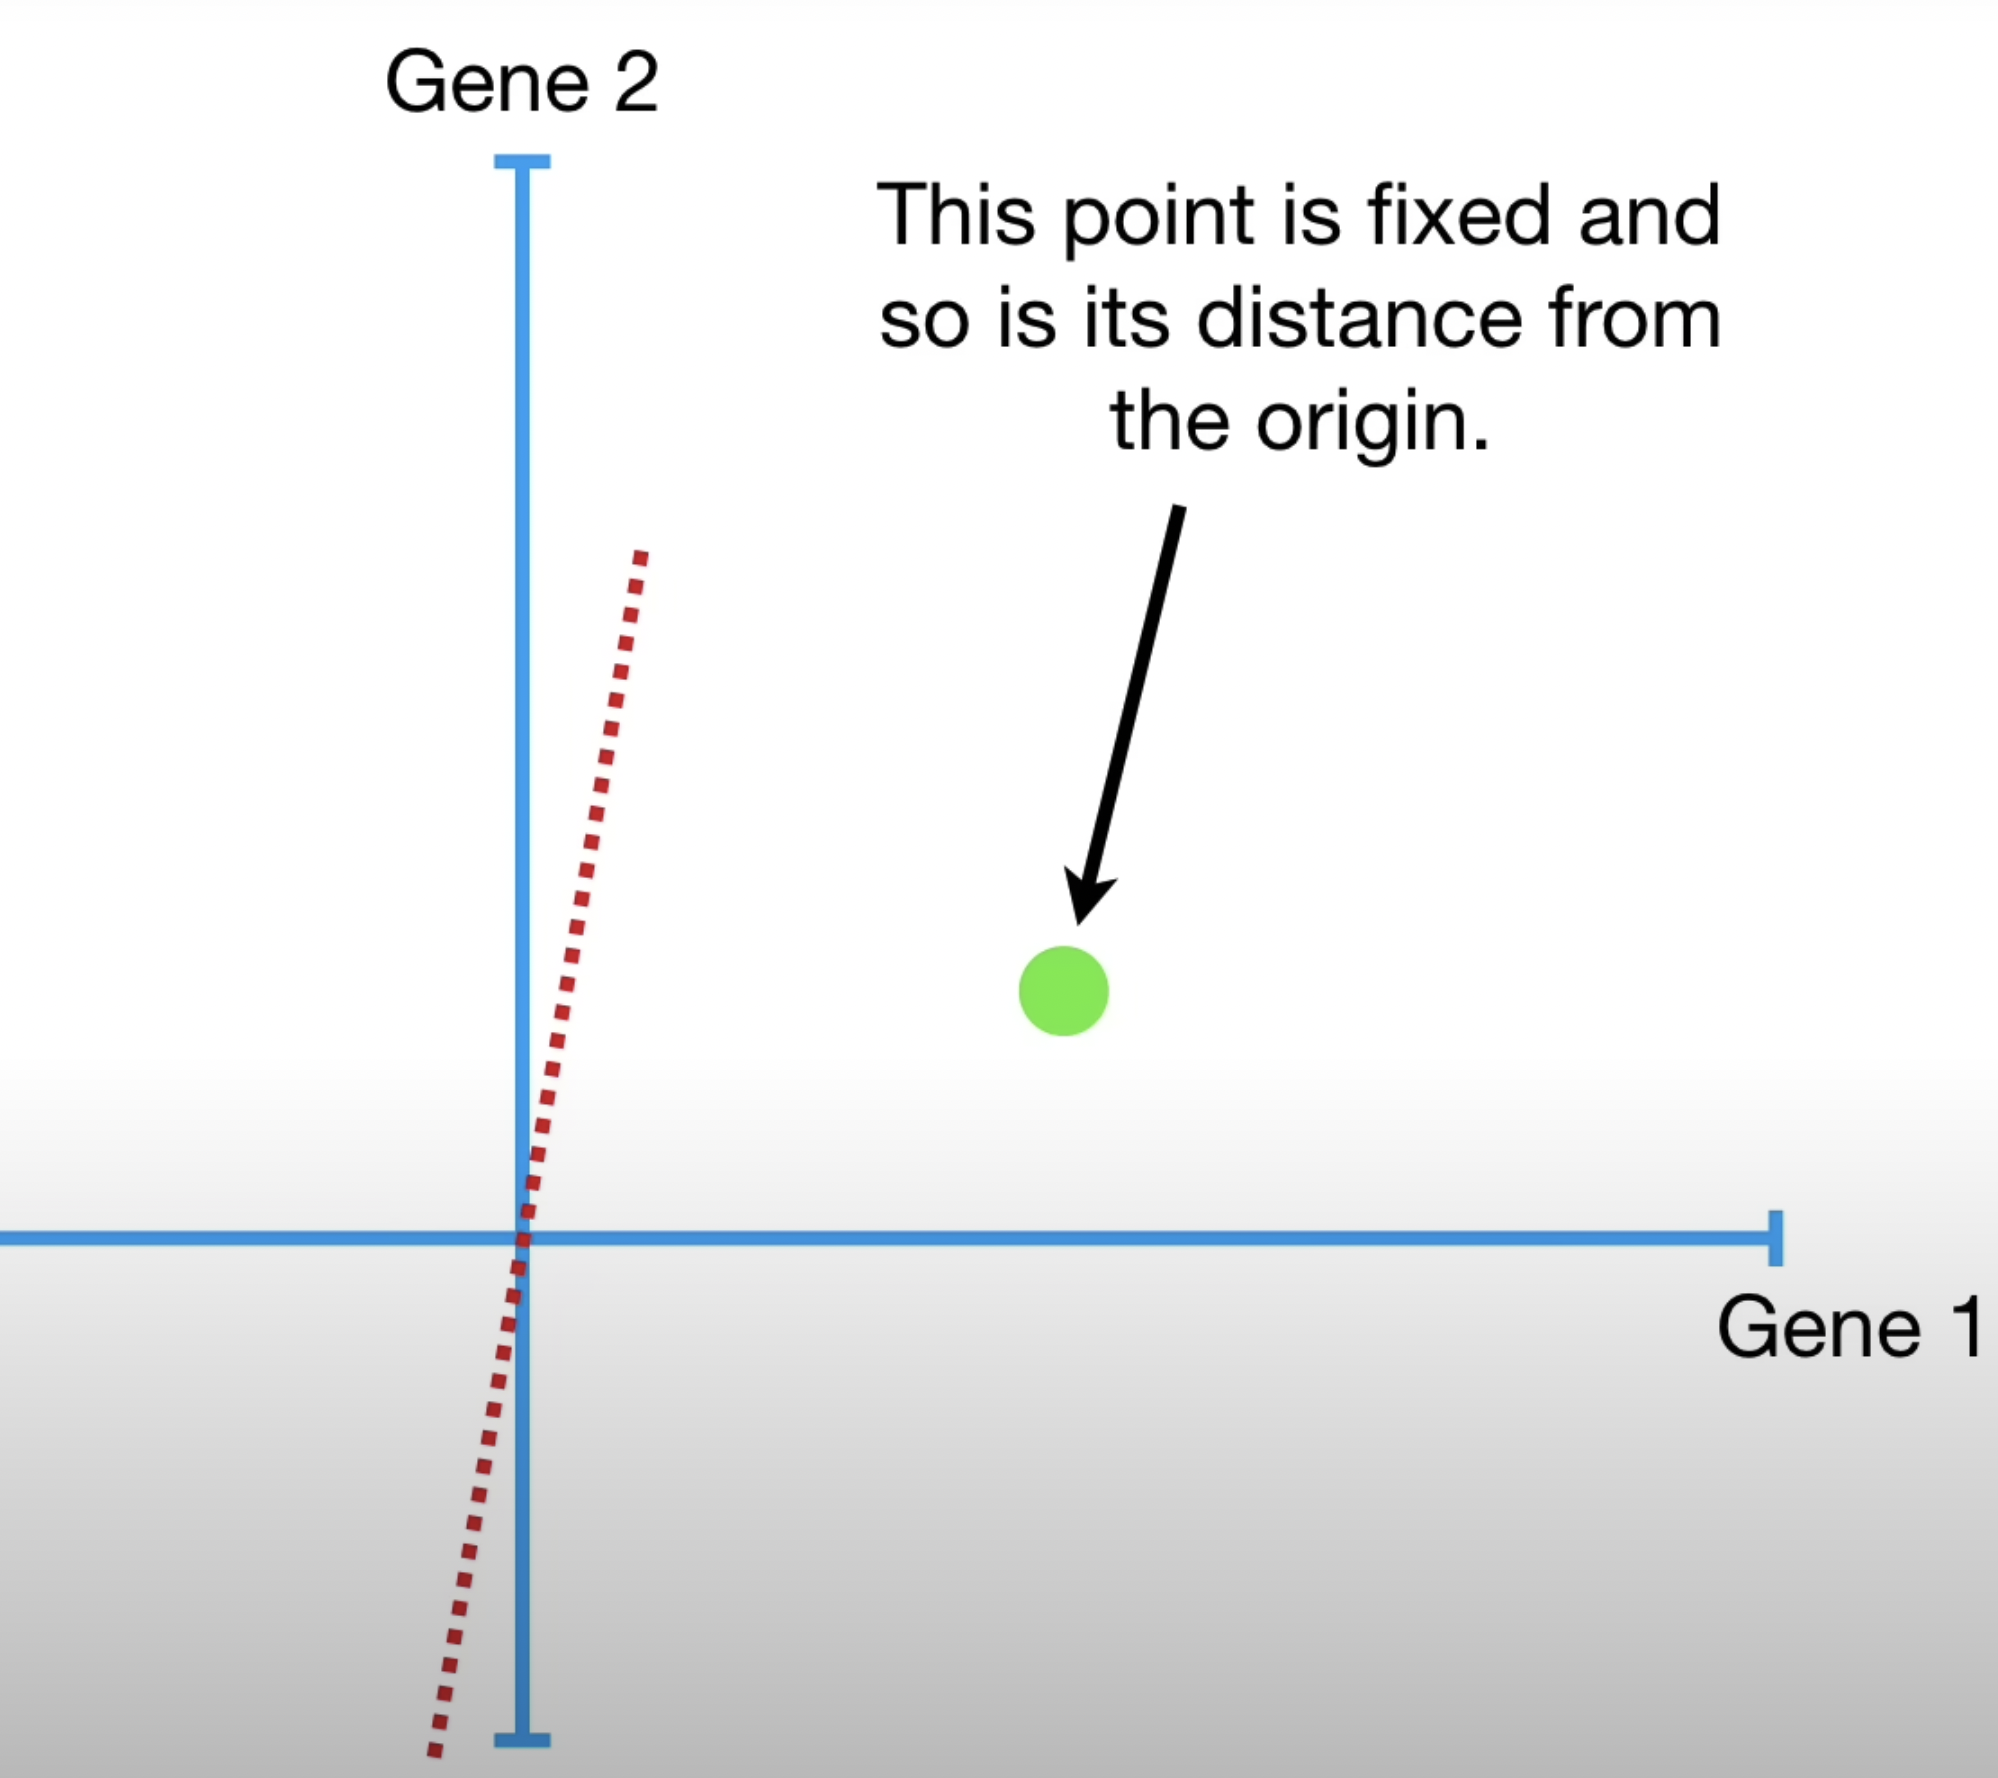 Gene 2
This point is fixed and
so is its distance from
the origin.
Gene 1